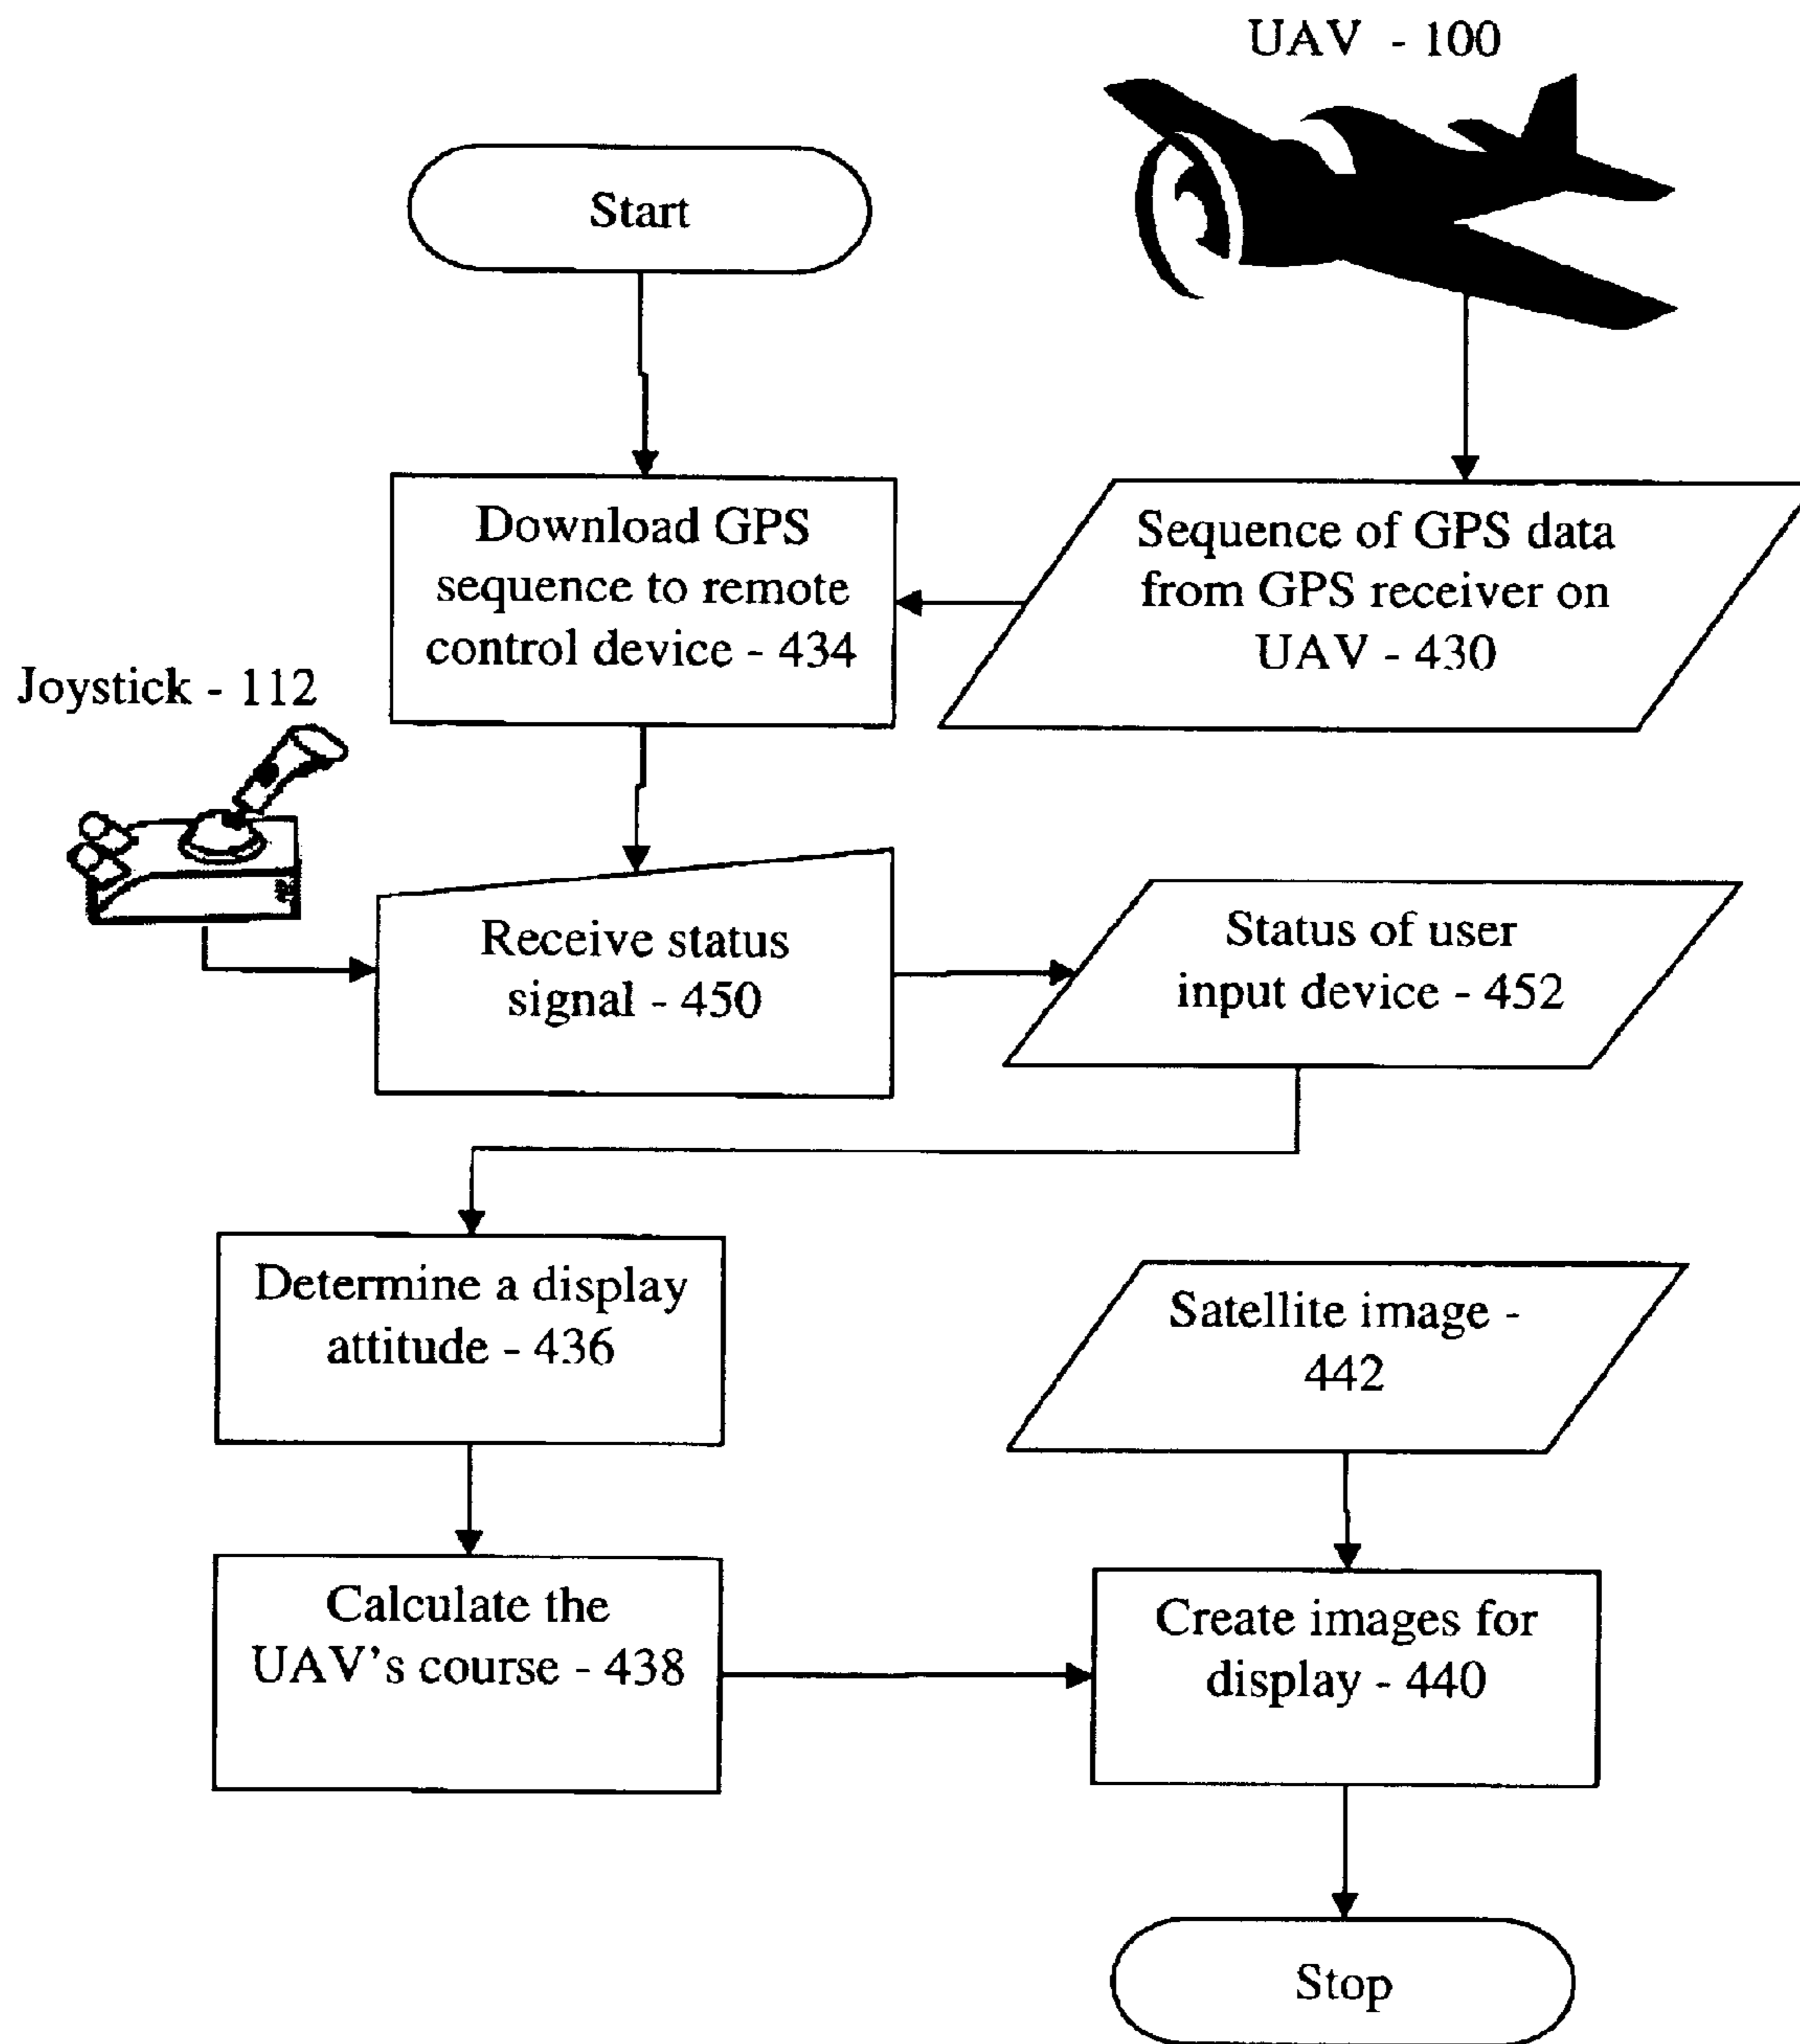 UAV - 100
Start
Download GPS
sequence to remote
control device - 434
Sequence of GPS data
from GPS receiver on
UAV - 430
Joystick - 112
Receive status
signal - 450
Status of user
input device - 452
Determine a display
attitude - 436
Satellite image -
442
Calculate the
UAV's course - 438
Create images for
display - 440
Stop